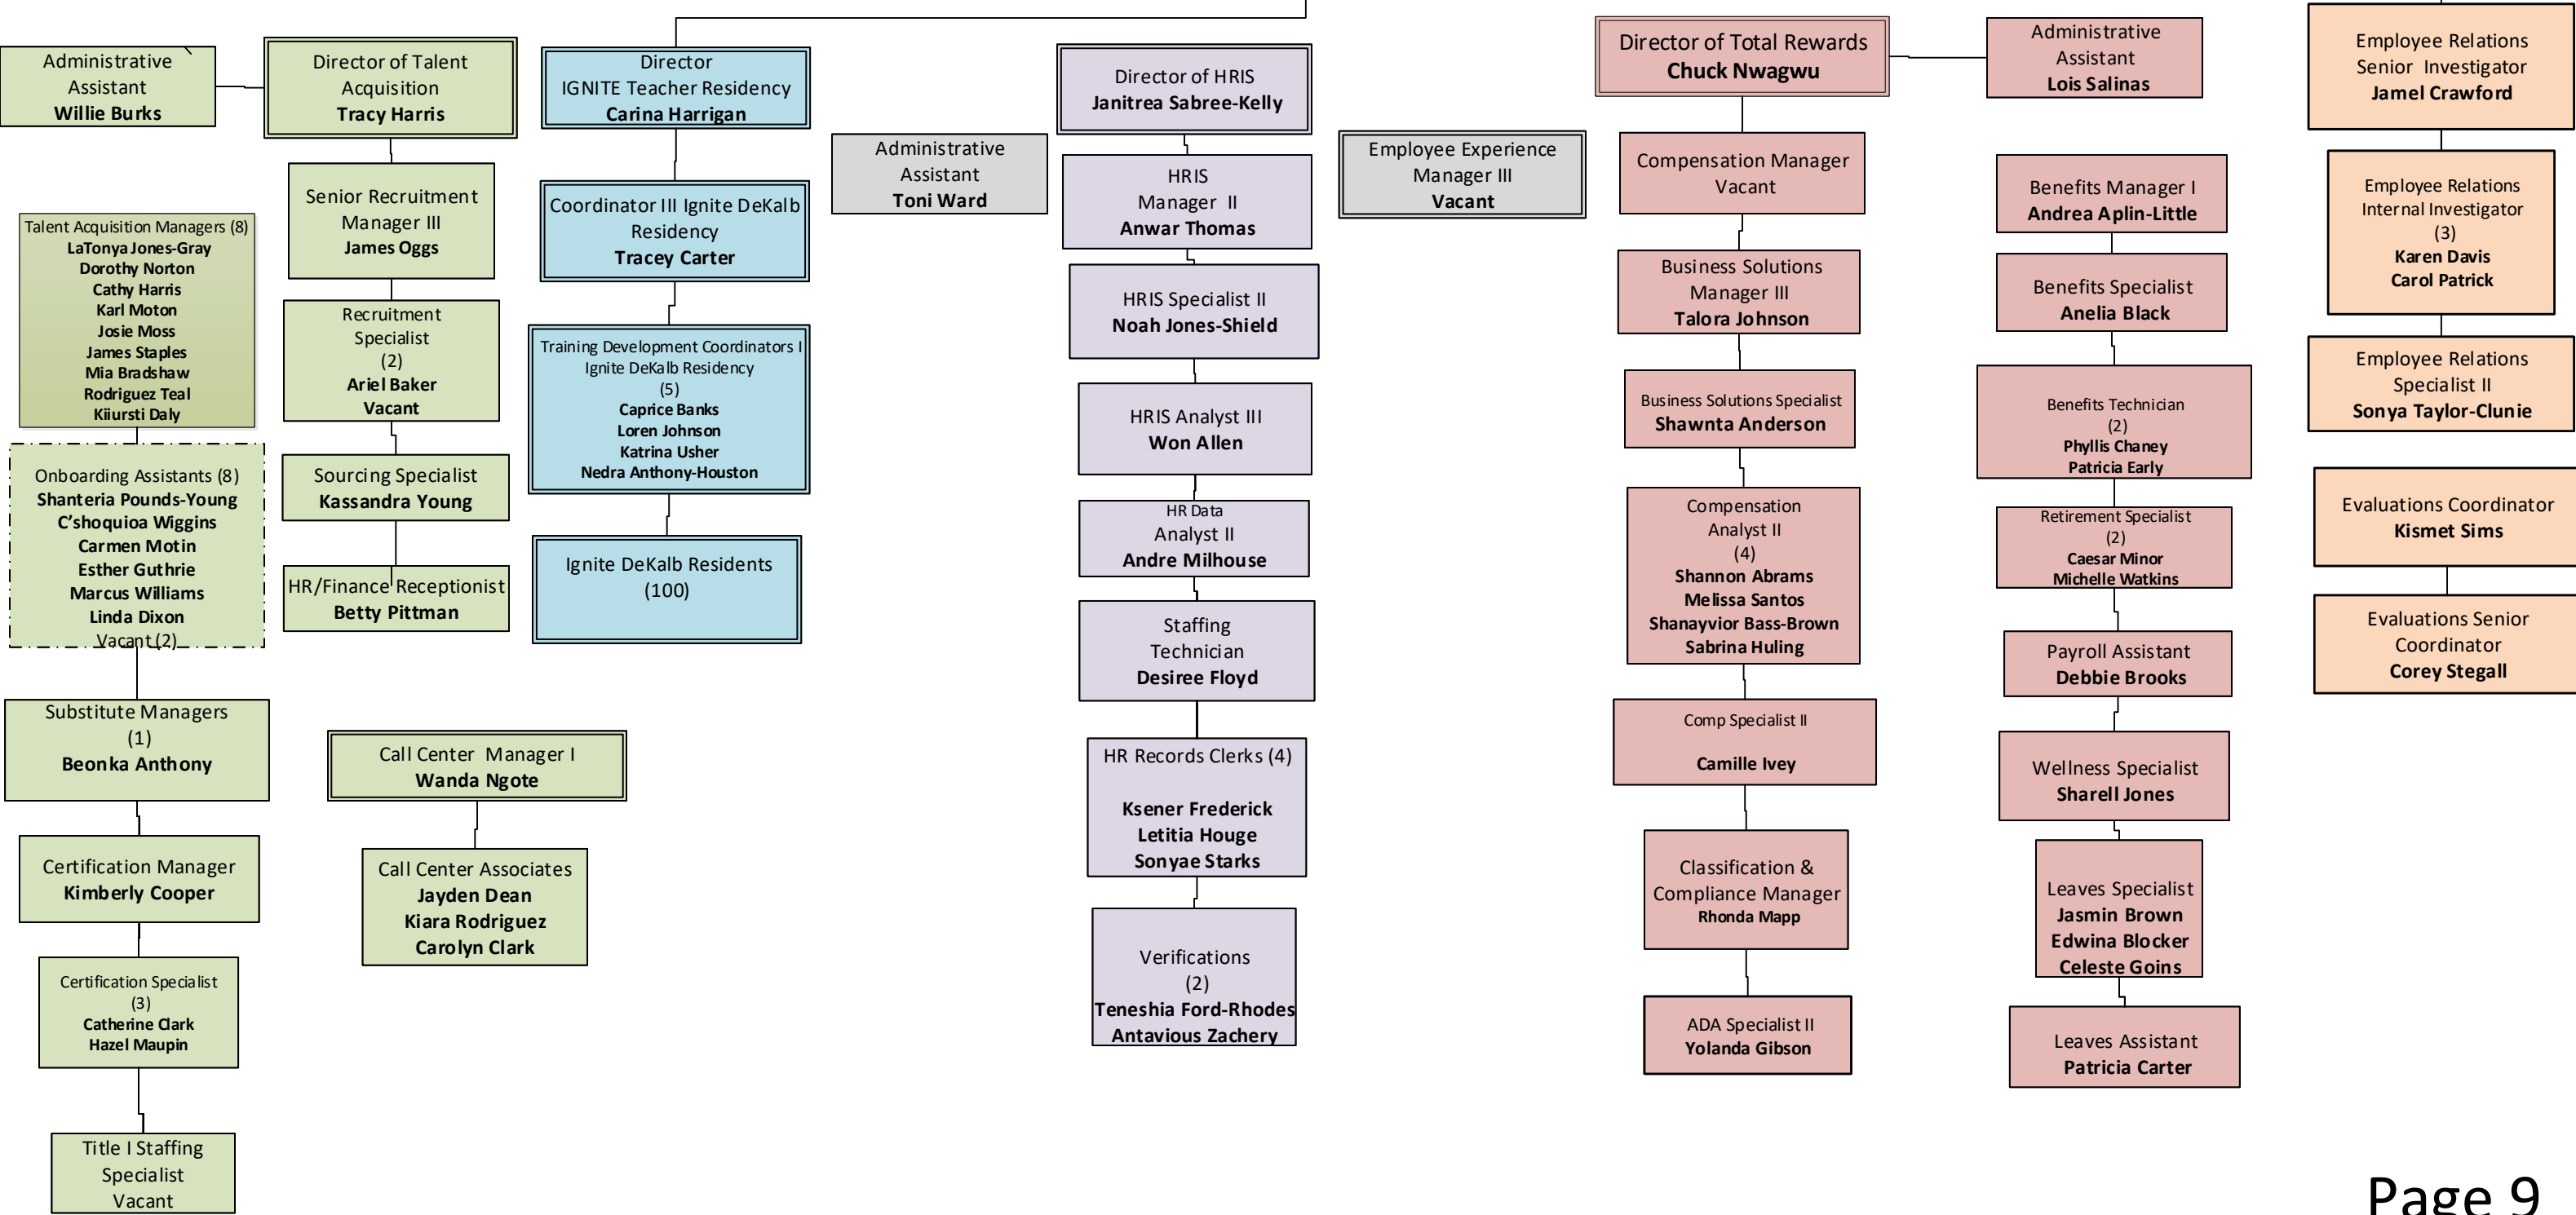 Administrative
Assistant
Willie Burks
Director of Talent
Acquisition
Tracy Harris
Senior Recruitment
Manager III
James Oggs
Talent Acquisition Managers (8)
LaTonya Jones-Gray
Dorothy Norton
Cathy Harris
Karl Moton
Josie Moss
James Staples
Mia Bradshaw
Rodriguez Teal
Kiiursti Daly
Recruitment
Specialist
(2)
Ariel Baker
Vacant
Onboarding Assistants (8)
Shanteria Pounds-Young
C’shoquioa Wiggins
Carmen Motin
Esther Guthrie
Marcus Williams
Linda Dixon
Vacant (2)
Sourcing Specialist
Kassandra Young
HR/Finance Receptionist
Betty Pittman
Substitute Managers
(1)
Beonka Anthony
Certification Manager
Kimberly Cooper
Certification Specialist
(3)
Catherine Clark
Hazel Maupin
Title I Staffing
Specialist
Vacant
Call Center  Manager I
Wanda Ngote
Call Center Associates
Jayden Dean
Kiara Rodriguez
Carolyn Clark
Director
IGNITE Teacher Residency
Carina Harrigan
Coordinator III Ignite DeKalb
Residency
Tracey Carter
Training Development Coordinators I
Ignite DeKalb Residency
(5)
Caprice Banks
Loren Johnson
Katrina Usher
Nedra Anthony-Houston
Ignite DeKalb Residents
(100)
Administrative
Assistant
Toni Ward
Director of HRIS
Janitrea Sabree-Kelly
HRIS
Manager  II
Anwar Thomas
HRIS Specialist II
Noah Jones-Shield
HRIS Analyst III
Won Allen
HR Data
Analyst II
Andre Milhouse
Staffing
Technician
Desiree Floyd
HR Records Clerks (4)
Ksener Frederick
Letitia Houge
Sonyae Starks
Verifications
(2)
Teneshia Ford-Rhodes
Antavious Zachery
Employee Experience
Manager III
Vacant
Director of Total Rewards
Chuck Nwagwu
Administrative
Assistant
Lois Salinas
Compensation Manager
Vacant
Business Solutions
Manager III
Talora Johnson
Business Solutions Specialist
Shawnta Anderson
Compensation
Analyst II
(4)
Shannon Abrams
Melissa Santos
Shanayvior Bass-Brown
Sabrina Huling
Comp Specialist II
Camille Ivey
Classification &
Compliance Manager
Rhonda Mapp
ADA Specialist II
Yolanda Gibson
Benefits Manager I
Andrea Aplin-Little
Benefits Specialist
Anelia Black
Benefits Technician
(2)
Phyllis Chaney
Patricia Early
Retirement Specialist
(2)
Caesar Minor
Michelle Watkins
Payroll Assistant
Debbie Brooks
Wellness Specialist
Sharell Jones
Leaves Specialist
Jasmin Brown
Edwina Blocker
Celeste Goins
Leaves Assistant
Patricia Carter
Employee Relations
Senior  Investigator
Jamel Crawford
Employee Relations
Internal Investigator
(3)
Karen Davis
Carol Patrick
Employee Relations
Specialist II
Sonya Taylor-Clunie
Evaluations Coordinator
Kismet Sims
Evaluations Senior
Coordinator
Corey Stegall
Page 9